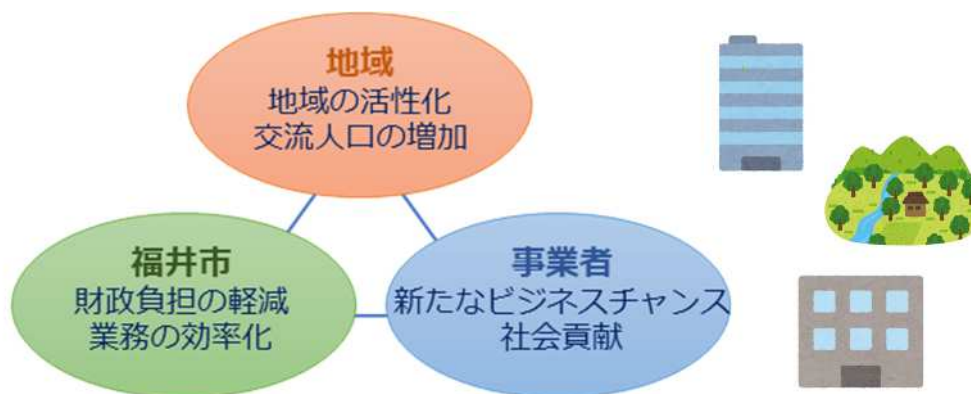 地域
地域の活性化
交流人口の増加
福井市
財政負担の軽減
業務の効率化
事業者
新たなビジネスチャンス
社会貢献